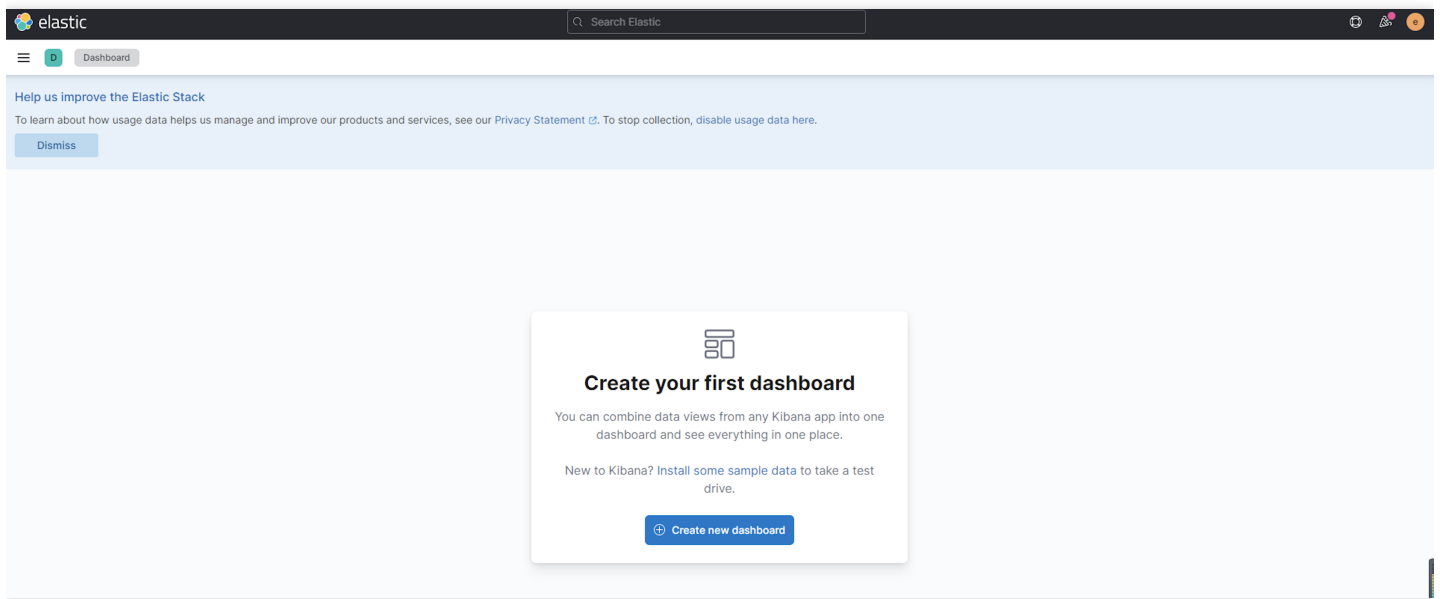 elastic
Search Elastic
e
D
Dashboard
Help us improve the Elastic Stack
To learn about how usage data helps us manage and improve our products and services, see our Privacy Statement. To stop collection, disable usage data here.
Dismiss
Create your first dashboard
You can combine data views from any Kibana app into one
dashboard and see everything in one place.
New to Kibana? Install some sample data to take a test
drive.
Create new dashboard